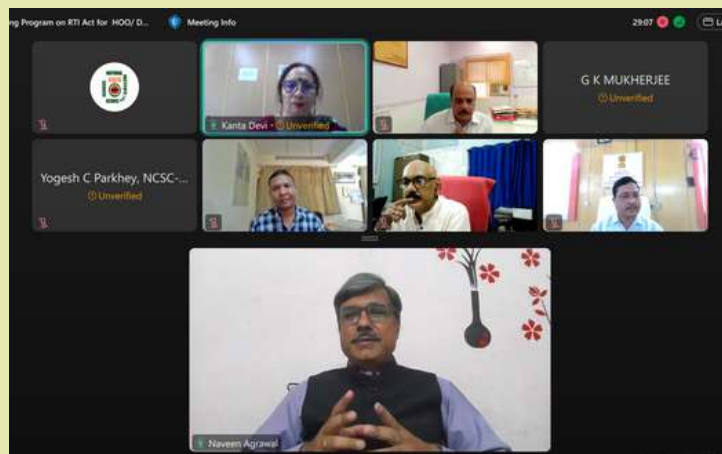 ng Program on RTI Act for HOO/ D...
Meeting Info
29:07
La
G K MUKHERJEE
Unverified
Kanta Devi • Unverified
Yogesh C Parkhey, NCSC-...
Unverified
Naveen Agrawal